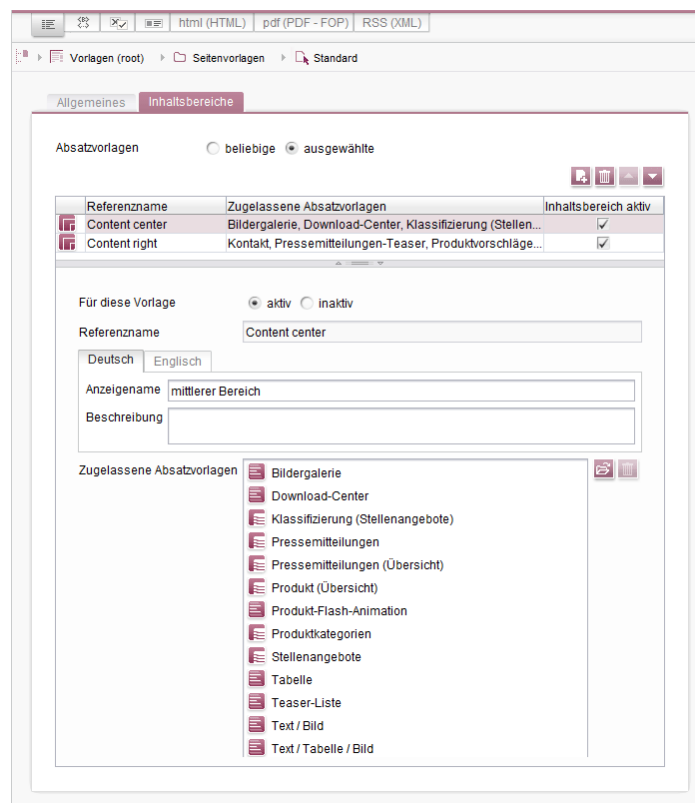 html (HTML) pdf (PDF - FOP) RSS (XML)
Vorlagen (root) Seitenvorlagen Standard
Allgemeines Inhaltsbereiche
Absatzvorlagen beliebige ausgewählte
Referenzname Zugelassene Absatzvorlagen Inhaltsbereich aktiv
Content center Bildergalerie, Download-Center, Klassifizierung (Stellen...
Content right Kontakt, Pressemitteilungen-Teaser, Produktvorschläge...
Für diese Vorlage aktiv inaktiv
Referenzname Content center
Deutsch Englisch
Anzeigename mittlerer Bereich
Beschreibung
Zugelassene Absatzvorlagen Bildergalerie
Download-Center
Klassifizierung (Stellenangebote)
Pressemitteilungen
Pressemitteilungen (Übersicht)
Produkt (Übersicht)
Produkt-Flash-Animation
Produktkategorien
Stellenangebote
Tabelle
Teaser-Liste
Text / Bild
Text / Tabelle / Bild